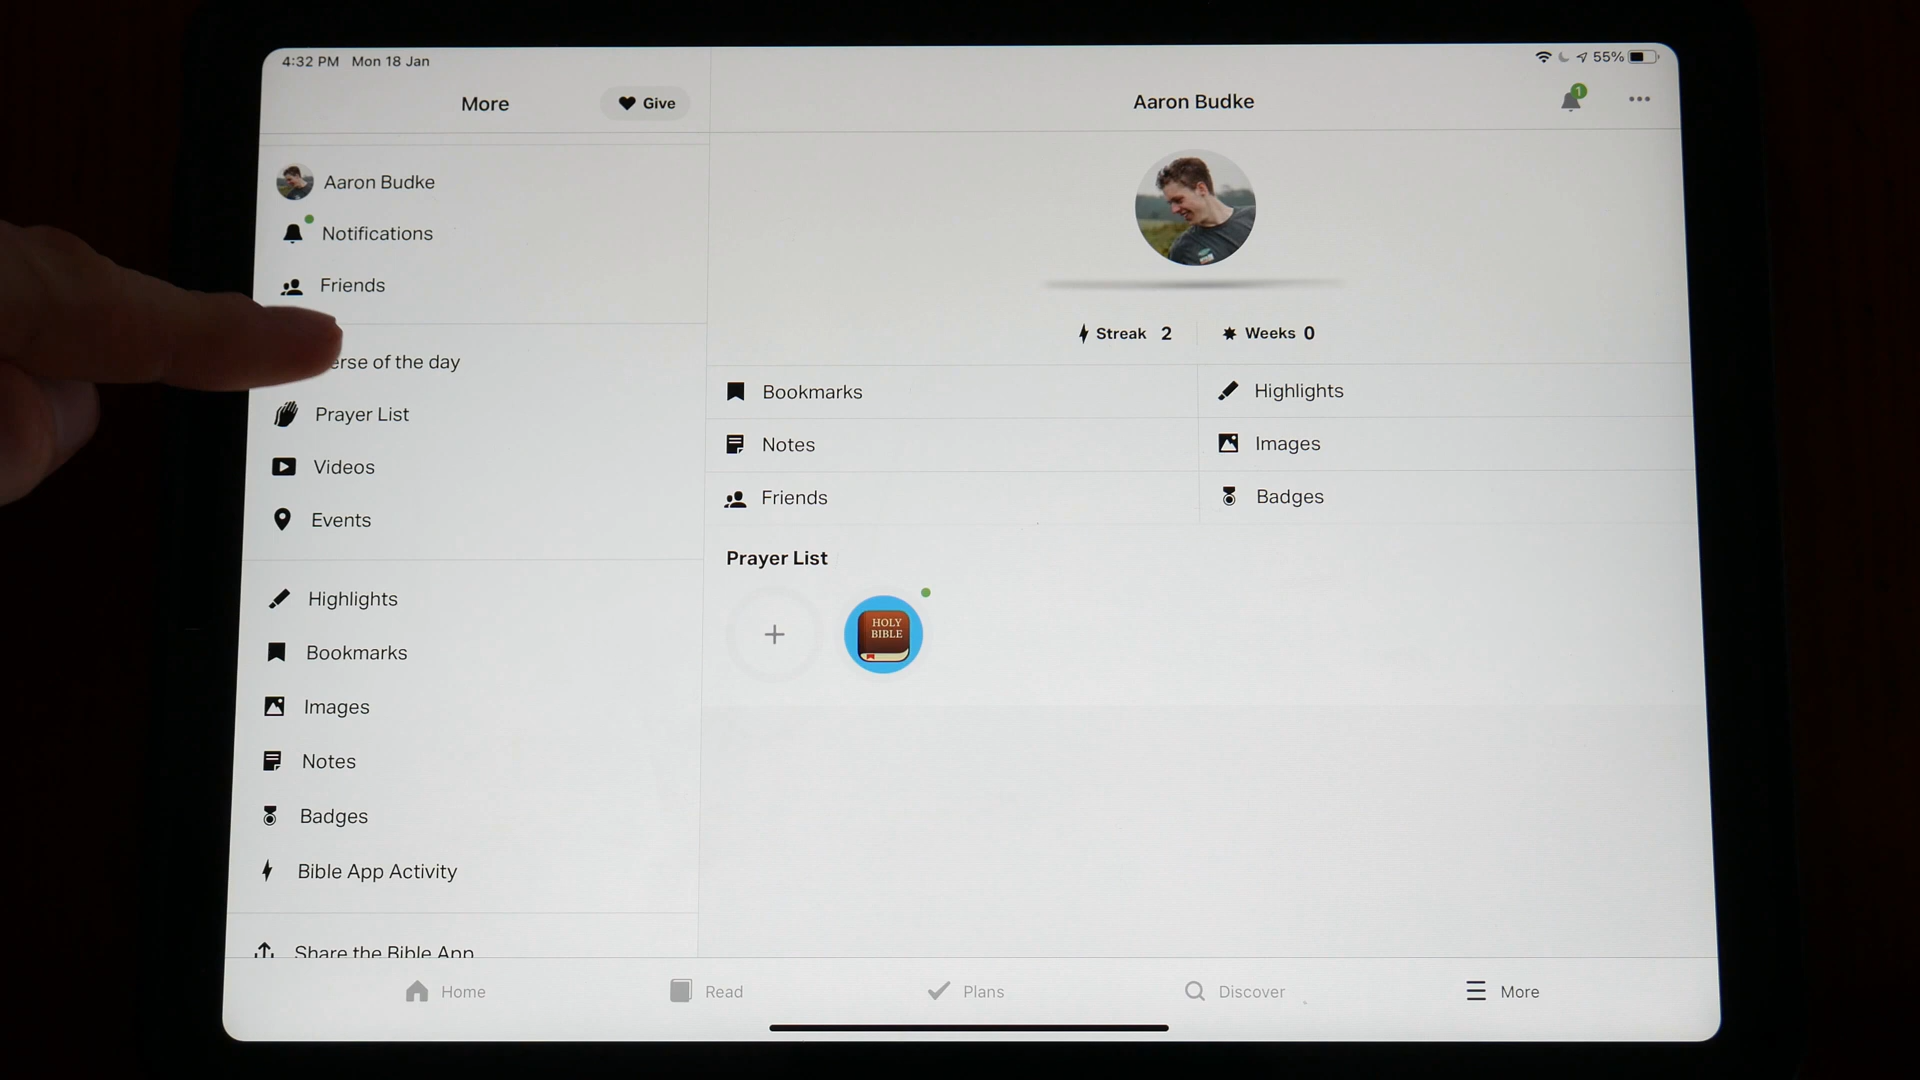 4:32 PM Mon 18 Jan
55%
More
Give
Aaron Budke
Notifications
Friends
erse of the day
Prayer List
Videos
Events
Highlights
Bookmarks
Images
Notes
Badges
Bible App Activity
Share the Bible App
Aaron Budke
1
Streak 2
Weeks 0
Bookmarks
Highlights
Notes
Images
Friends
Badges
Prayer List
HOLY
BIBLE
Home
Read
Plans
Discover
More